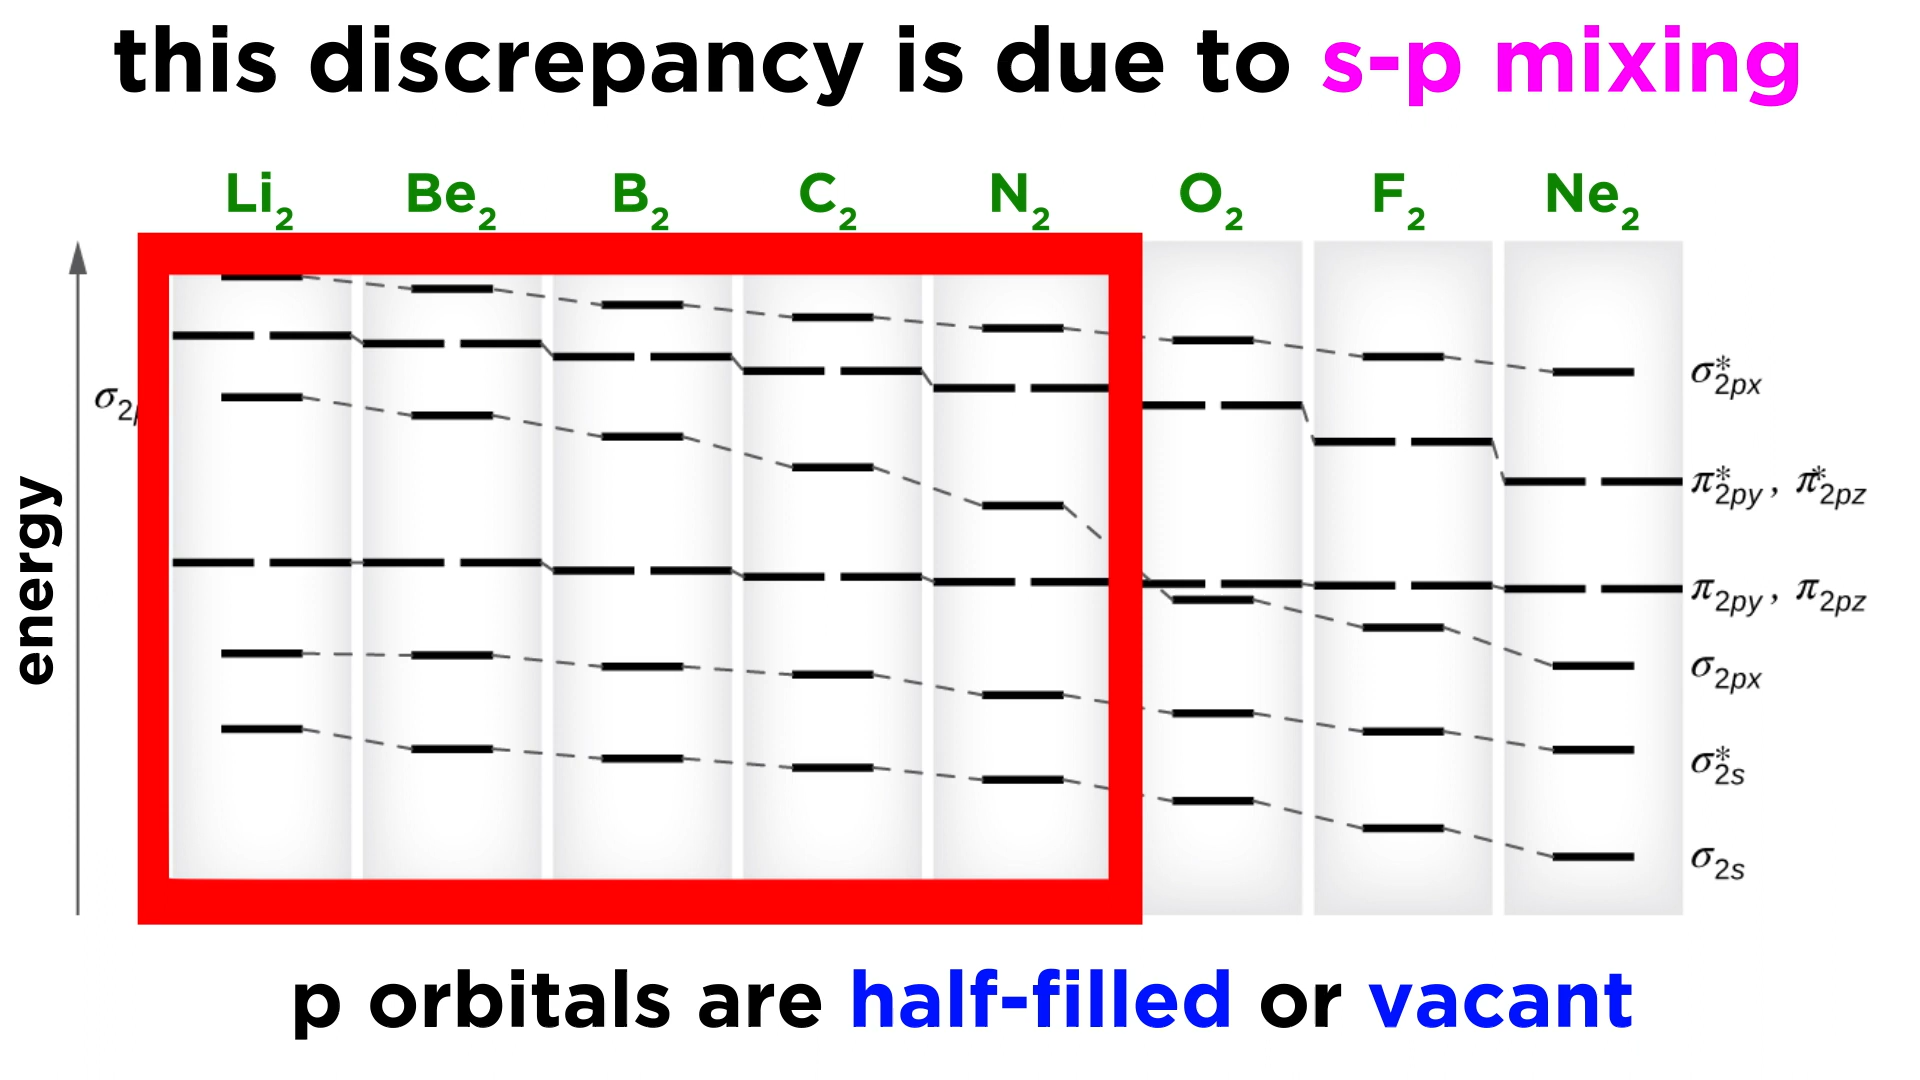 this discrepancy is due to s-p mixing
Li₂ Be₂ B₂ C₂ N₂ O₂ F₂ Ne₂
energy
σ*₂px
σ₂
π*₂py, π*₂pz
π₂py, π₂pz
σ₂px
σ*₂s
σ₂s
p orbitals are half-filled or vacant